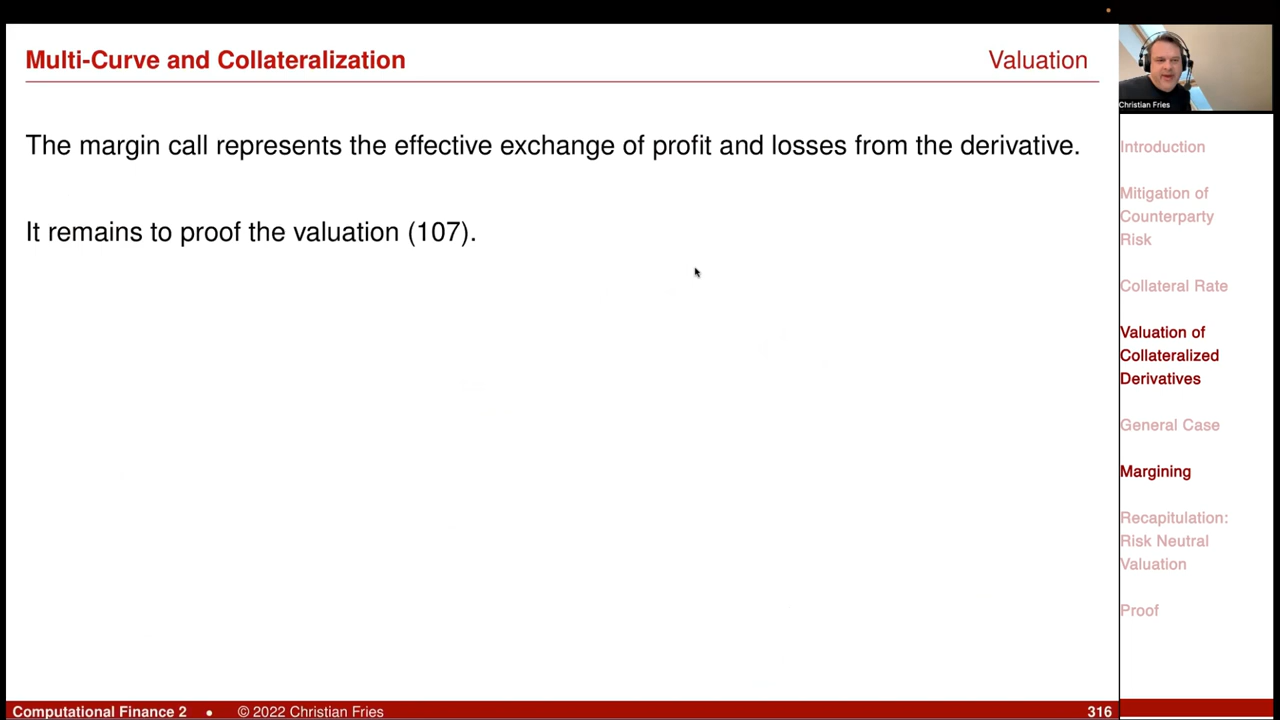 Multi-Curve and Collateralization
Valuation
Christian Fries
The margin call represents the effective exchange of profit and losses from the derivative.
It remains to proof the valuation (107).
Introduction
Mitigation of
Counterparty
Risk
Collateral Rate
Valuation of
Collateralized
Derivatives
General Case
Margining
Recapitulation:
Risk Neutral
Valuation
Proof
Computational Finance 2 • © 2022 Christian Fries
316